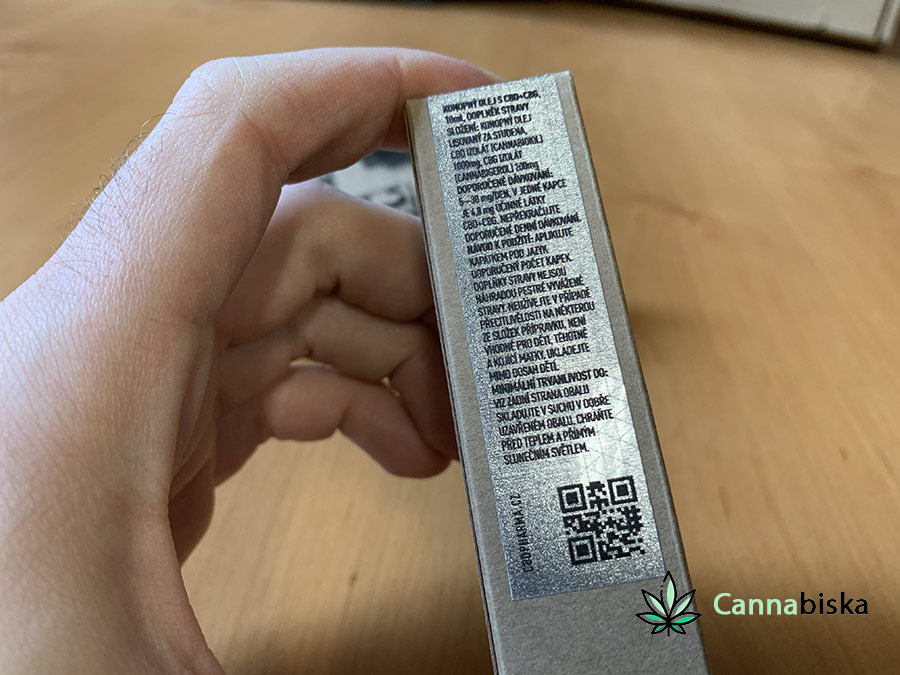 KONOPNÝ OLEJ S CBD+CBG,
10ml, DOPLNĚK STRAVY
SLOŽENÍ: KONOPNÝ OLEJ
LISOVANÝ ZA STUDENA,
CBD IZOLÁT (CANNABIDIOL)
1000mg, CBG IZOLÁT
(CANNABIGEROL) 200mg
DOPORUČENÉ DÁVKOVÁNÍ:
5–30 mg/DEN, V JEDNÉ KAPCE
JE 4,8 mg ÚČINNÉ LÁTKY
CBD+CBG. NEPŘEKRAČUJTE
DOPORUČENÉ DENNÍ DÁVKOVÁNÍ.
NÁVOD K POUŽITÍ: APLIKUJTE
KAPÁTKEM POD JAZYK
DOPORUČENÝ POČET KAPEK.
DOPLŇKY STRAVY NEJSOU
NÁHRADOU PESTRÉ VYVÁŽENÉ
STRAVY. NEUŽÍVEJTE V PŘÍPADĚ
PŘECITLIVĚLOSTI NA NĚKTEROU
ZE SLOŽEK PŘÍPRAVKU. NENÍ
VHODNÉ PRO DĚTI, TĚHOTNÉ
A KOJÍCÍ MATKY. UKLÁDEJTE
MIMO DOSAH DĚTÍ.
MINIMÁLNÍ TRVANLIVOST DO:
VIZ ZADNÍ STRANA OBALU
SKLADUJTE V SUCHU V DOBŘE
UZAVŘENÉM OBALU. CHRAŇTE
PŘED TEPLEM A PŘÍMÝM
SLUNEČNÍM SVĚTLEM.
CBDPHARMA.CZ
Cannabiska